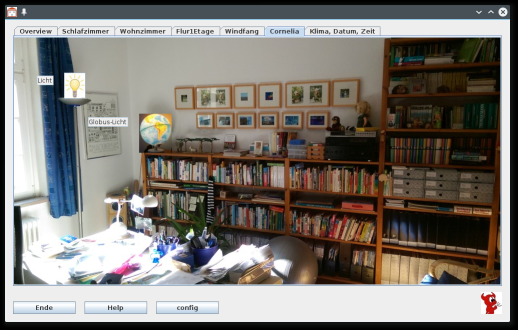 Overview Schlafzimmer Wohnzimmer Flur1Etage Windfang Cornelia Klima, Datum, Zeit
Licht
Globus-Licht
Ende Help config